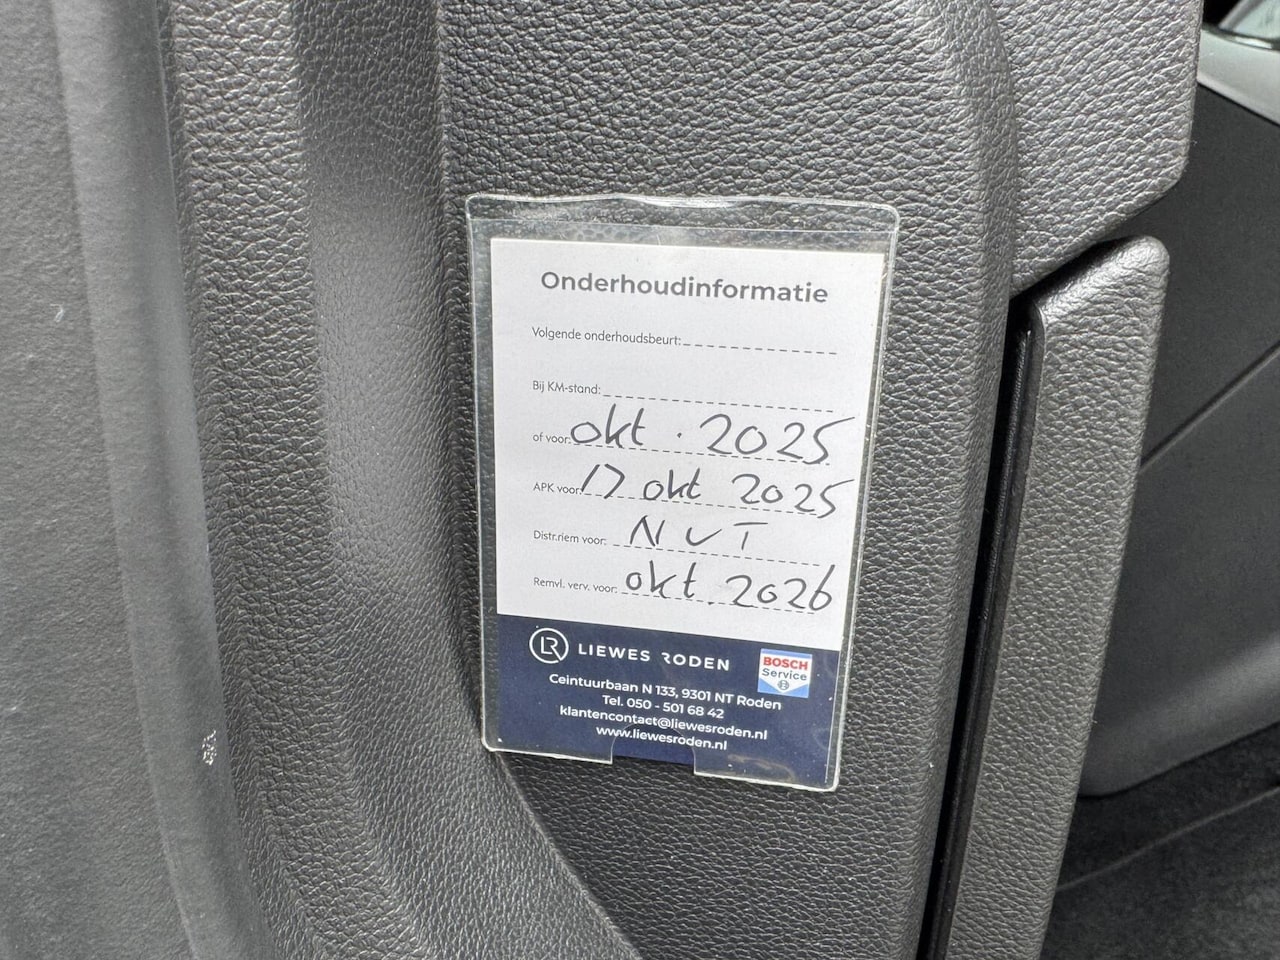 Onderhoudinformatie
Volgende onderhoudsbeurt:
Bij KM-stand:
of voor: okt. 2025
APK voor: 17 okt 2025
Distr.riem voor: NVT
Remvl. verv. voor: okt. 2026
LR LIEWES RODEN
BOSCH
Service
Ceintuurbaan N 133, 9301 NT Roden
Tel. 050 - 501 68 42
klantencontact@liewesroden.nl
www.liewesroden.nl